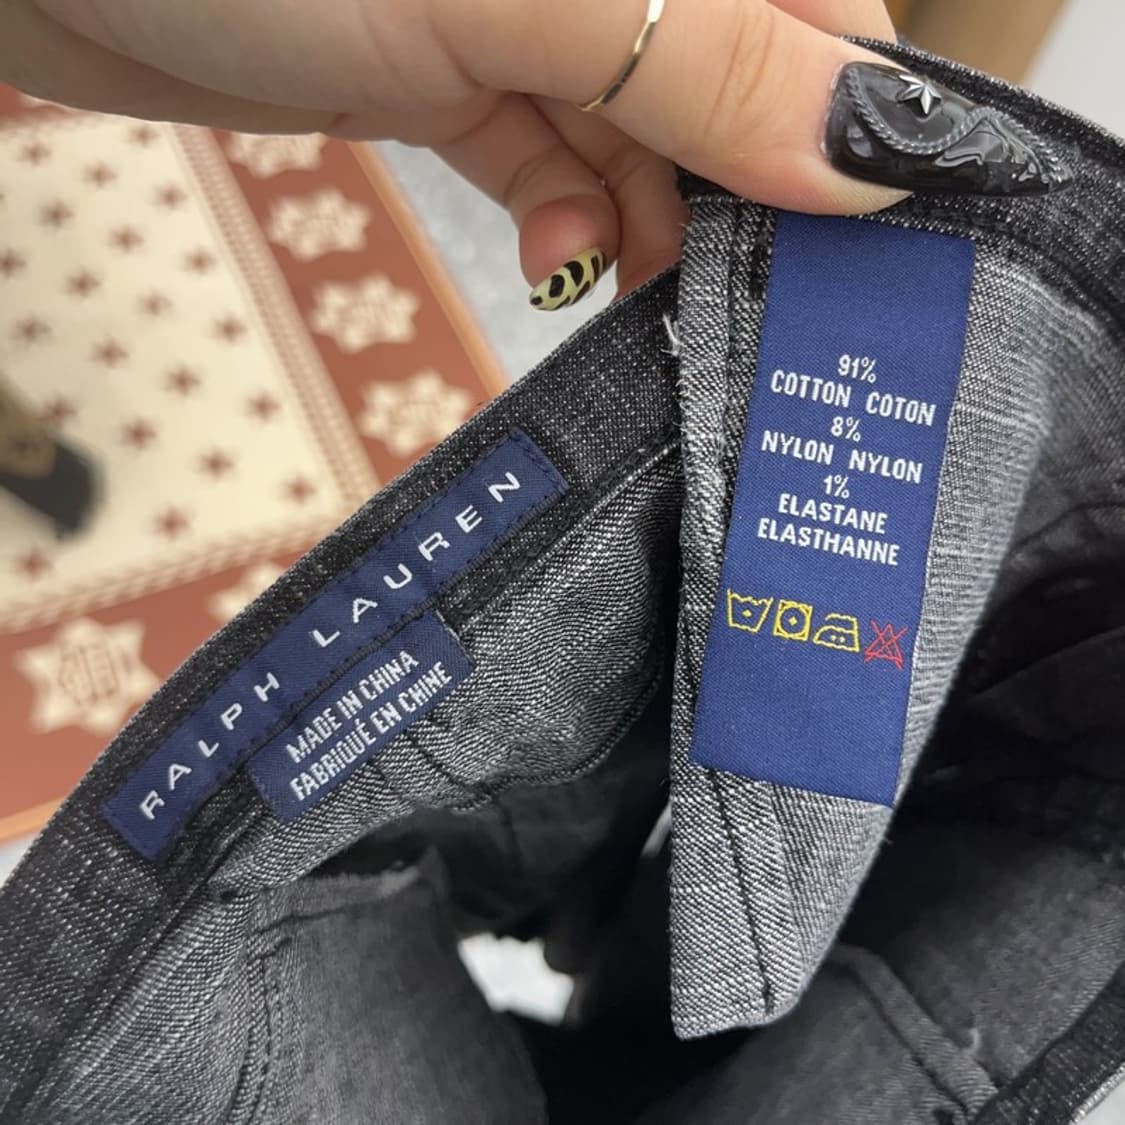 RALPH LAUREN
MADE IN CHINA
FABRIQUÉ EN CHINE
91%
COTTON COTON
8%
NYLON NYLON
1%
ELASTANE
ELASTHANNE